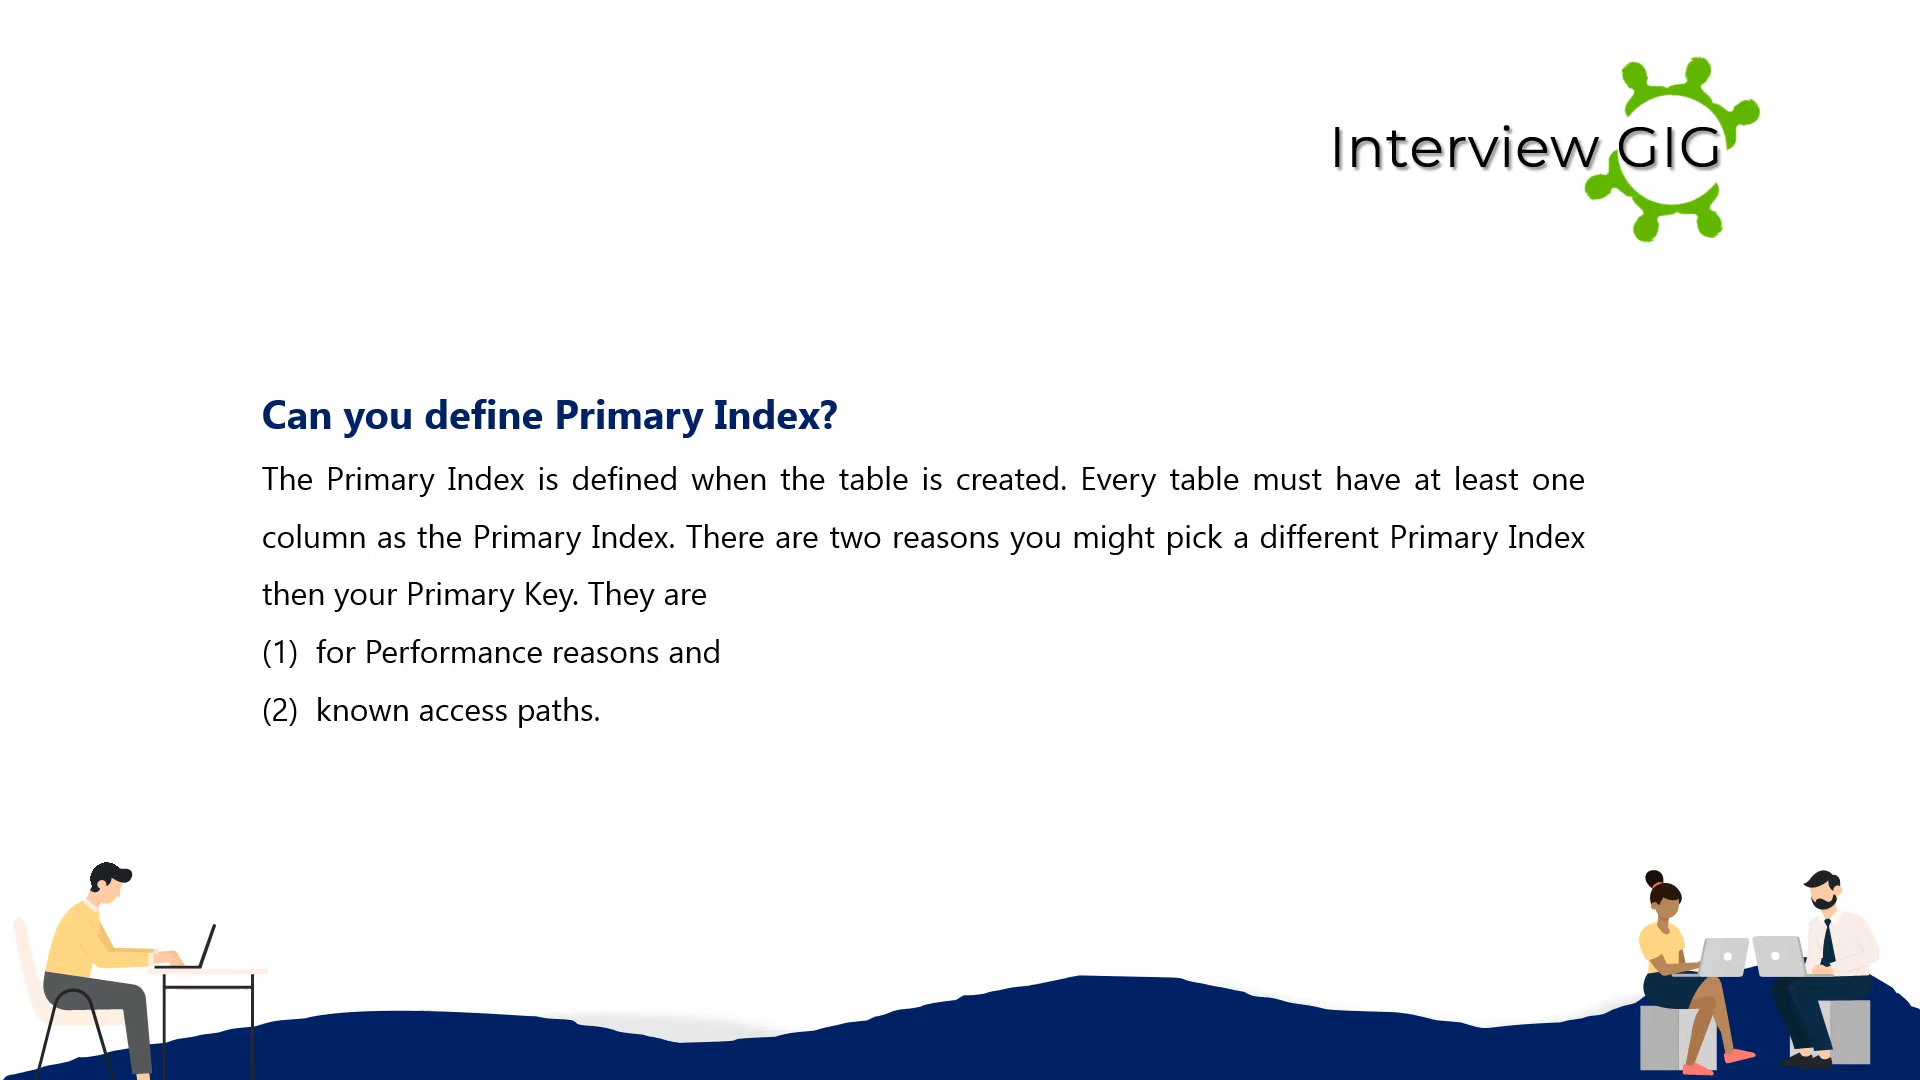 Interview GIG
Can you define Primary Index?
The Primary Index is defined when the table is created. Every table must have at least one
column as the Primary Index. There are two reasons you might pick a different Primary Index
then your Primary Key. They are
(1) for Performance reasons and
(2) known access paths.